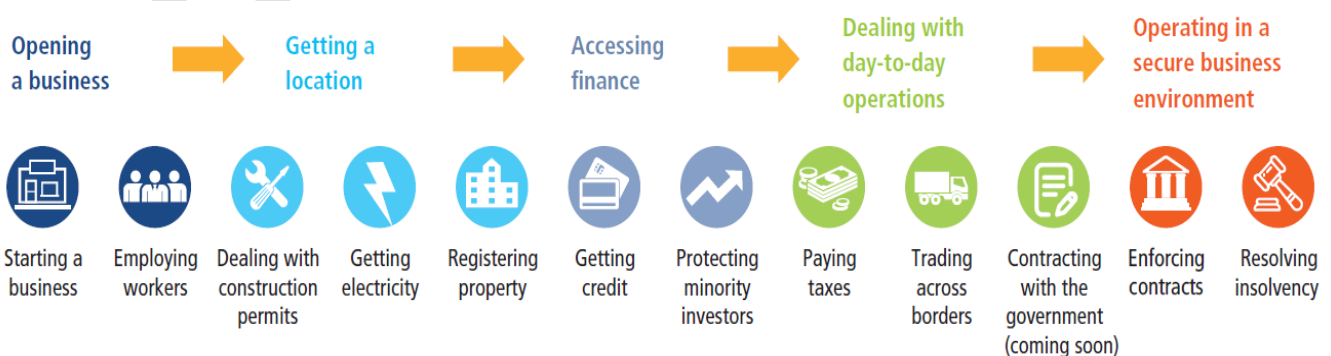 Opening
a business
Getting a
location
Accessing
finance
Dealing with
day-to-day
operations
Operating in a
secure business
environment
Starting a
business
Employing
workers
Dealing with
construction
permits
Getting
electricity
Registering
property
Getting
credit
Protecting
minority
investors
Paying
taxes
Trading
across
borders
Contracting
with the
government
(coming soon)
Enforcing
contracts
Resolving
insolvency